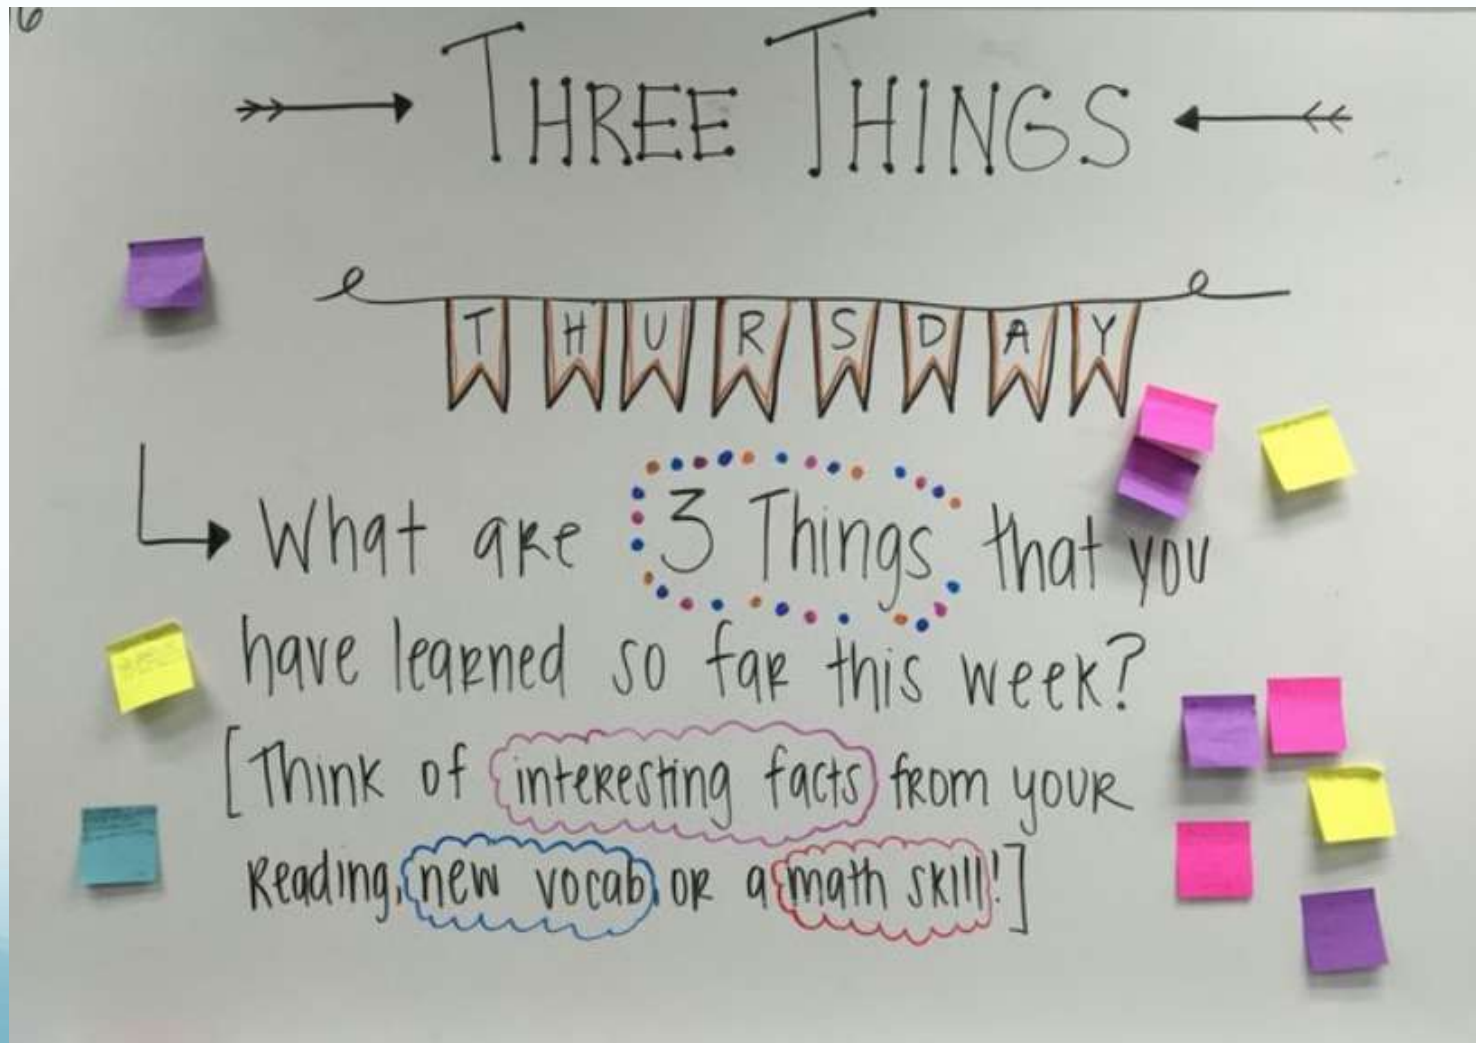 THREE THINGS
THURSDAY
What are 3 Things that you
have learned so far this week?
[Think of interesting facts from your
Reading, new vocab, or a math skill!]